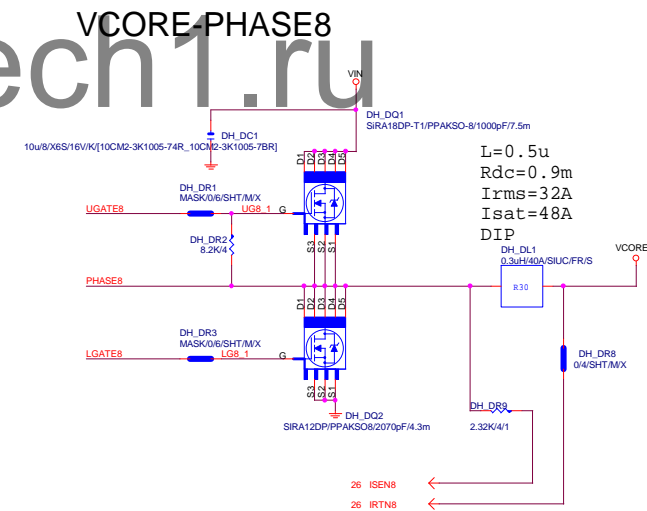 VCORE-PHASE8
ech1.ru
VIN
DH_DQ1
SiRA18DP-T1/PPAKSO-8/1000pF/7.5m
DH_DC1
10u/8/X6S/16V/K/[10CM2-3K1005-74R_10CM2-3K1005-7BR]
D1 D2 D3 D4 D5
L=0.5u
Rdc=0.9m
Irms=32A
Isat=48A
DIP
DH_DR1
MASK/0/6/SHT/M/X
UGATE8
UG8_1
G
DH_DR2
8.2K/4
S3 S2 S1
DH_DL1
0.3uH/40A/SIUC/FR/S
VCORE
PHASE8
R30
D1 D2 D3 D4 D5
DH_DR3
MASK/0/6/SHT/M/X
LGATE8
LG8_1
G
DH_DR8
0/4/SHT/M/X
S3 S2 S1
DH_DQ2
SIRA12DP/PPAKSO8/2070pF/4.3m
DH_DR9
2.32K/4/1
26 ISEN8
26 IRTN8